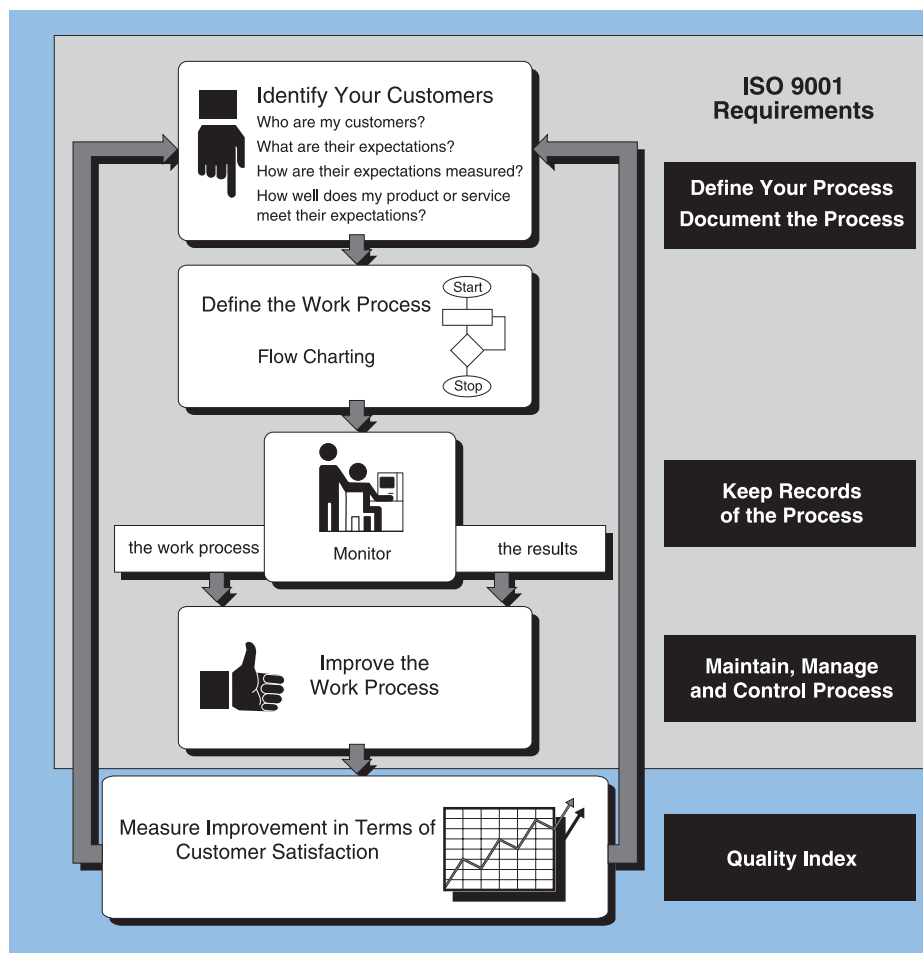 Identify Your Customers
Who are my customers?
What are their expectations?
How are their expectations measured?
How well does my product or service
meet their expectations?
ISO 9001
Requirements
Define Your Process
Document the Process
Define the Work Process
Flow Charting
Start
Stop
Monitor
the work process
the results
Keep Records
of the Process
Improve the
Work Process
Maintain, Manage
and Control Process
Measure Improvement in Terms of
Customer Satisfaction
Quality Index